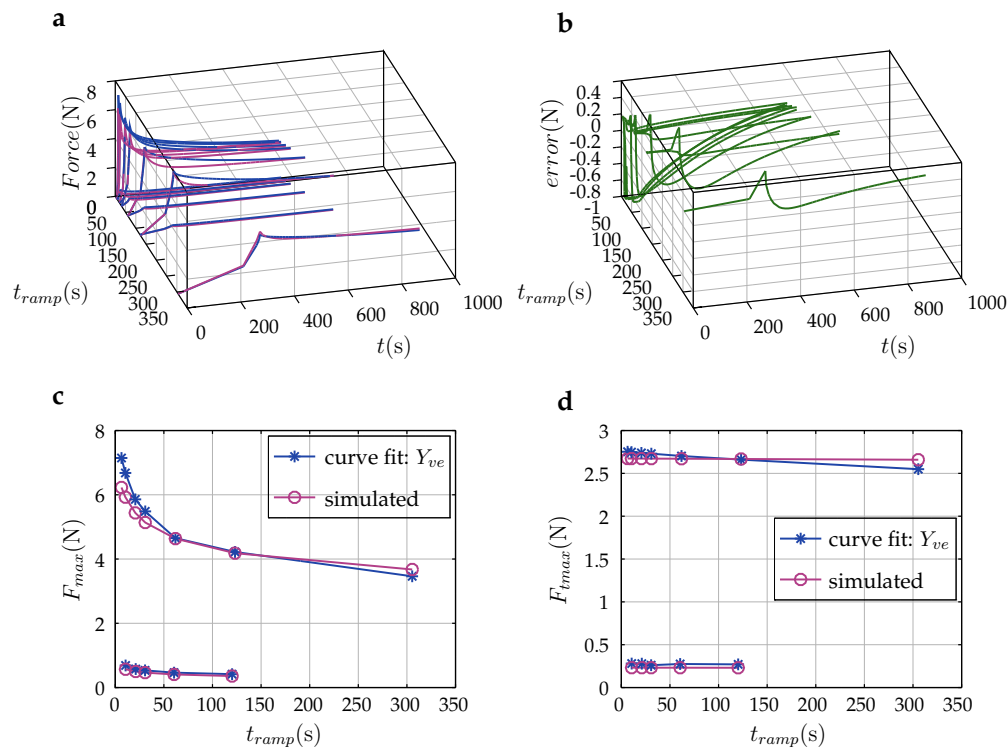 a
Force(N)
8
6
4
2
0
0
50
100
150
200
250
300
350
t_ramp(s)
0
200
400
600
800
1000
t(s)
b
error(N)
0.4
0.2
0
-0.2
-0.4
-0.6
-0.8
-1
0
50
100
150
200
250
300
350
t_ramp(s)
0
200
400
600
800
1000
t(s)
c
F_max(N)
8
6
4
2
0
0 50 100 150 200 250 300 350
t_ramp(s)
curve fit: Y_ve
simulated
d
F_tmax(N)
3
2.5
2
1.5
1
0.5
0
0 50 100 150 200 250 300 350
t_ramp(s)
curve fit: Y_ve
simulated